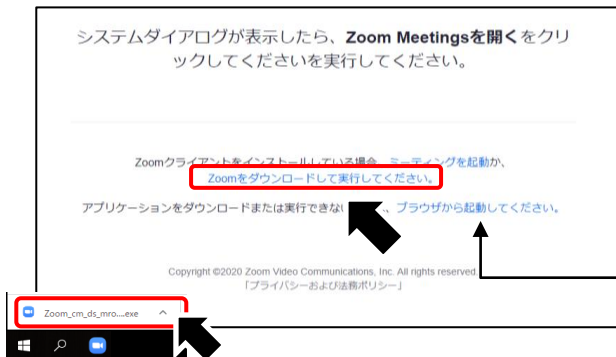 システムダイアログが表示したら、Zoom Meetingsを開くをクリ
ックしてくださいを実行してください。
Zoomクライアントをインストールしている場合、ミーティングを起動か、
Zoomをダウンロードして実行してください。
アプリケーションをダウンロードまたは実行できな 、ブラウザから起動してください。
Copyright ©2020 Zoom Video Communications, Inc. All rights reserved.
「プライバシーおよび法務ポリシー」
Zoom_cm_ds_mro....exe